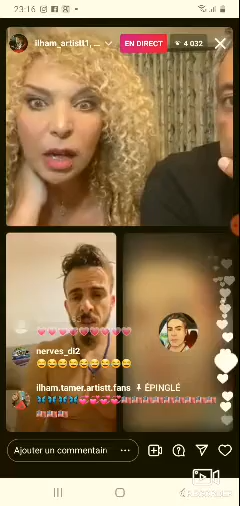 23:16
ilham_artistt1, ... EN DIRECT 4 032
nerves_di2
😂😂😂😂😂😂😂😂😂
ilham.tamer.artistt.fans ÉPINGLÉ
Ajouter un commentaire